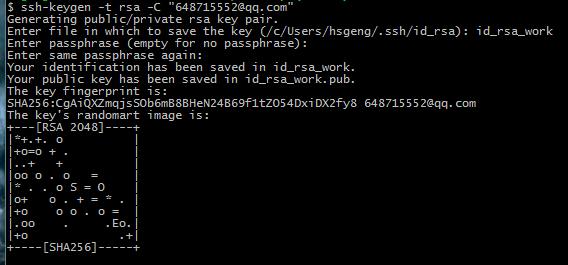 $ ssh-keygen -t rsa -C "648715552@qq.com"
Generating public/private rsa key pair.
Enter file in which to save the key (/c/Users/hsgeng/.ssh/id_rsa): id_rsa_work
Enter passphrase (empty for no passphrase):
Enter same passphrase again:
Your identification has been saved in id_rsa_work.
Your public key has been saved in id_rsa_work.pub.
The key fingerprint is:
SHA256:CgAiQXZmqjsSOb6mB8BHeN24B69f1tZO54DxiDX2fy8 648715552@qq.com
The key's randomart image is:
+---[RSA 2048]----+
|*+.+. o          |
|+o=o + .         |
|..+   +          |
|oo o . o   =     |
|* . . o S = O    |
|o+   o . + = * . |
|+o    o o . o =  |
|.oo    .     .Eo.|
|+o             .+|
+----[SHA256]-----+